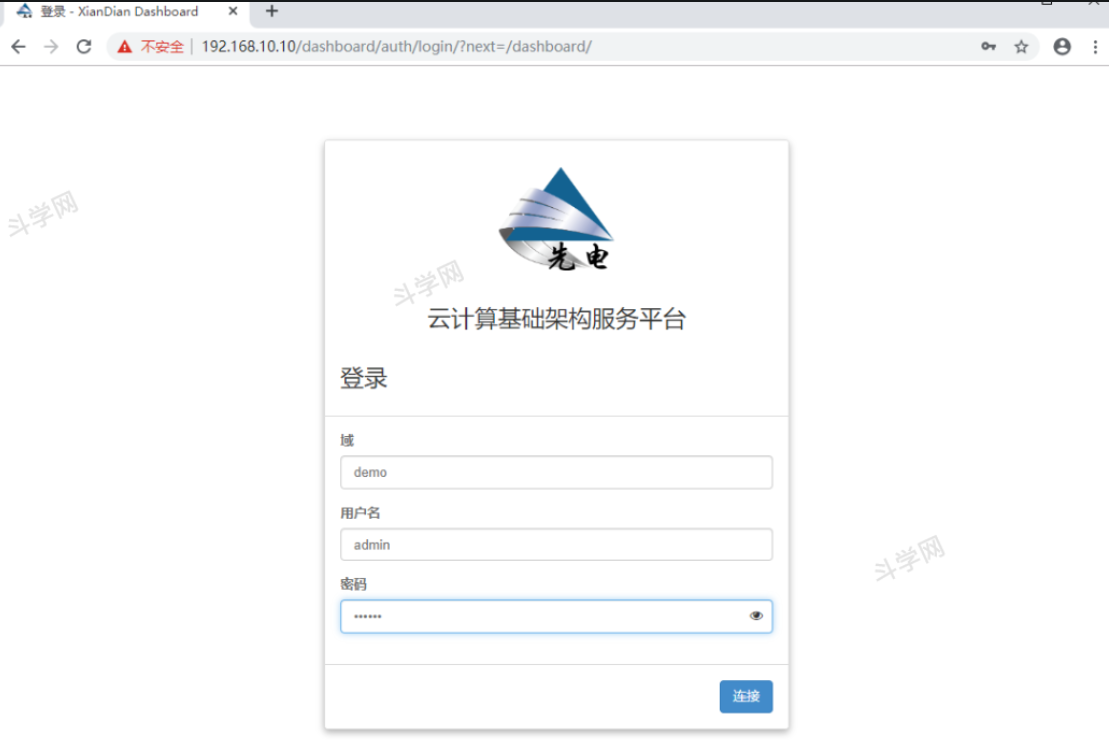 登录 - XianDian Dashboard
不安全 | 192.168.10.10/dashboard/auth/login/?next=/dashboard/
斗学网
先电
斗学网
云计算基础架构服务平台
登录
域
demo
用户名
admin
斗学网
密码
••••••
连接